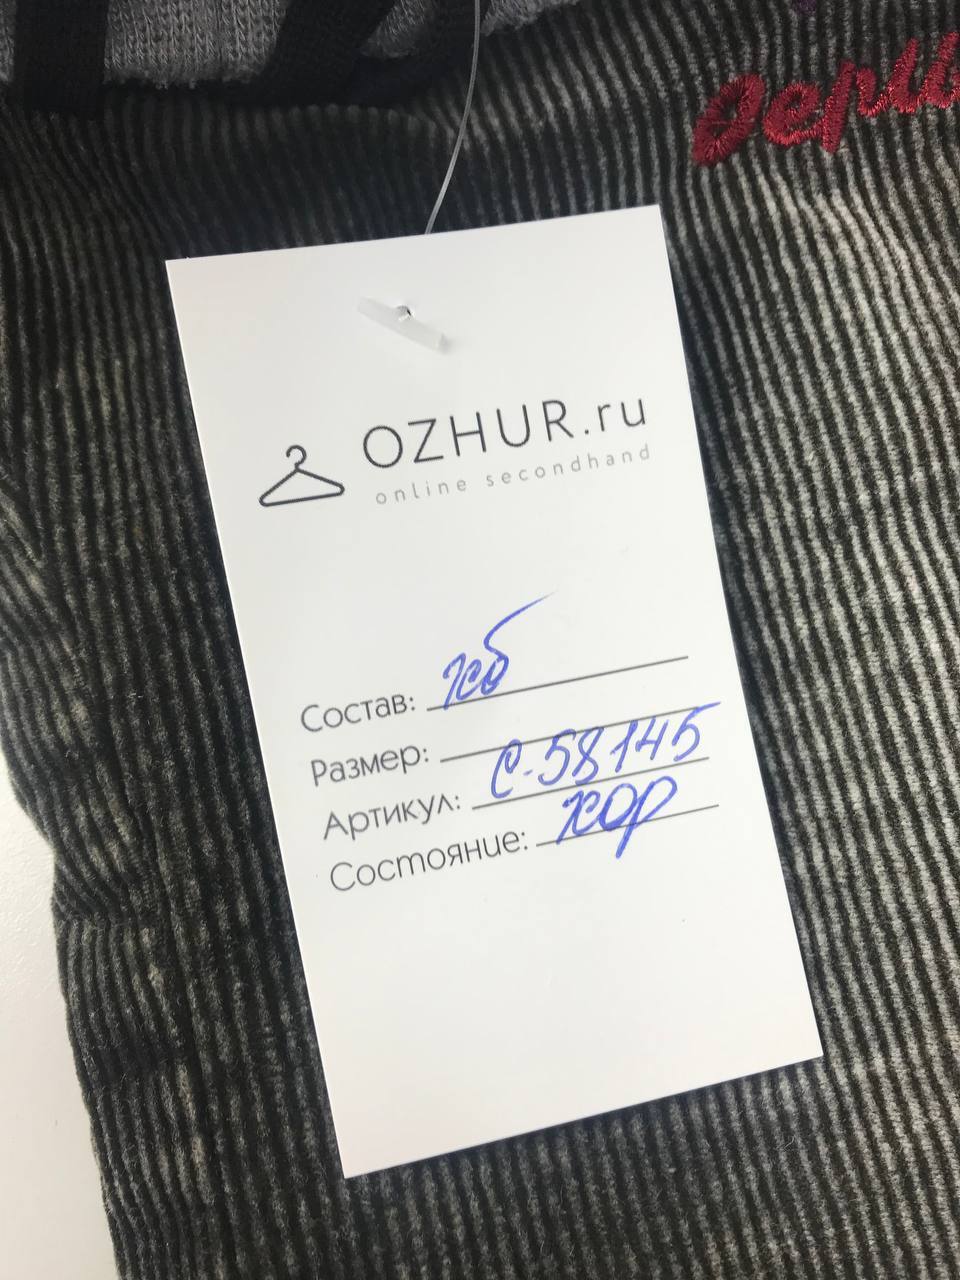 OZHUR.ru
online secondhand
Состав: хб
Размер:
Артикул: С-58145
Состояние: хор